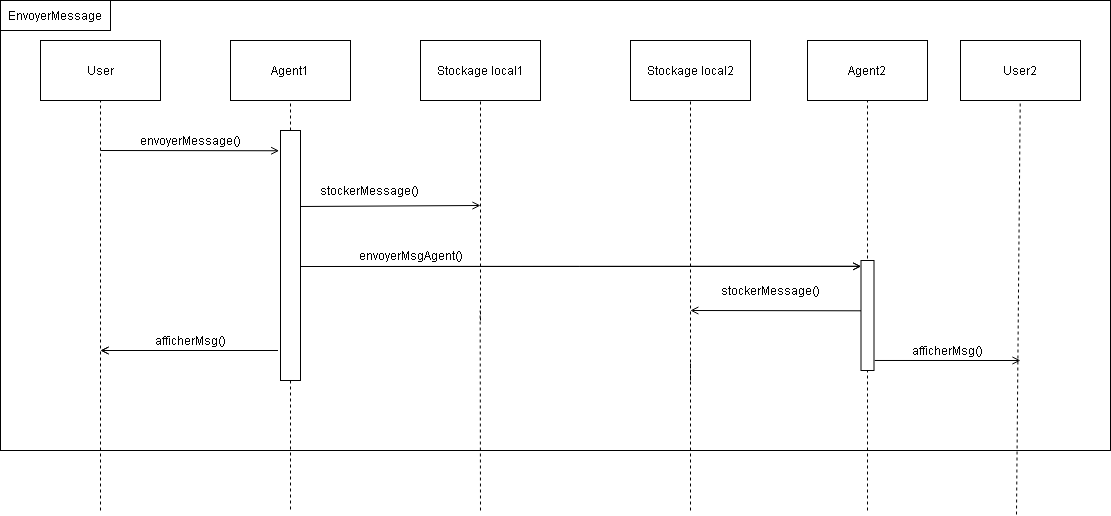 EnvoyerMessage
User
Agent1
Stockage local1
Stockage local2
Agent2
User2
envoyerMessage()
stockerMessage()
envoyerMsgAgent()
stockerMessage()
afficherMsg()
afficherMsg()